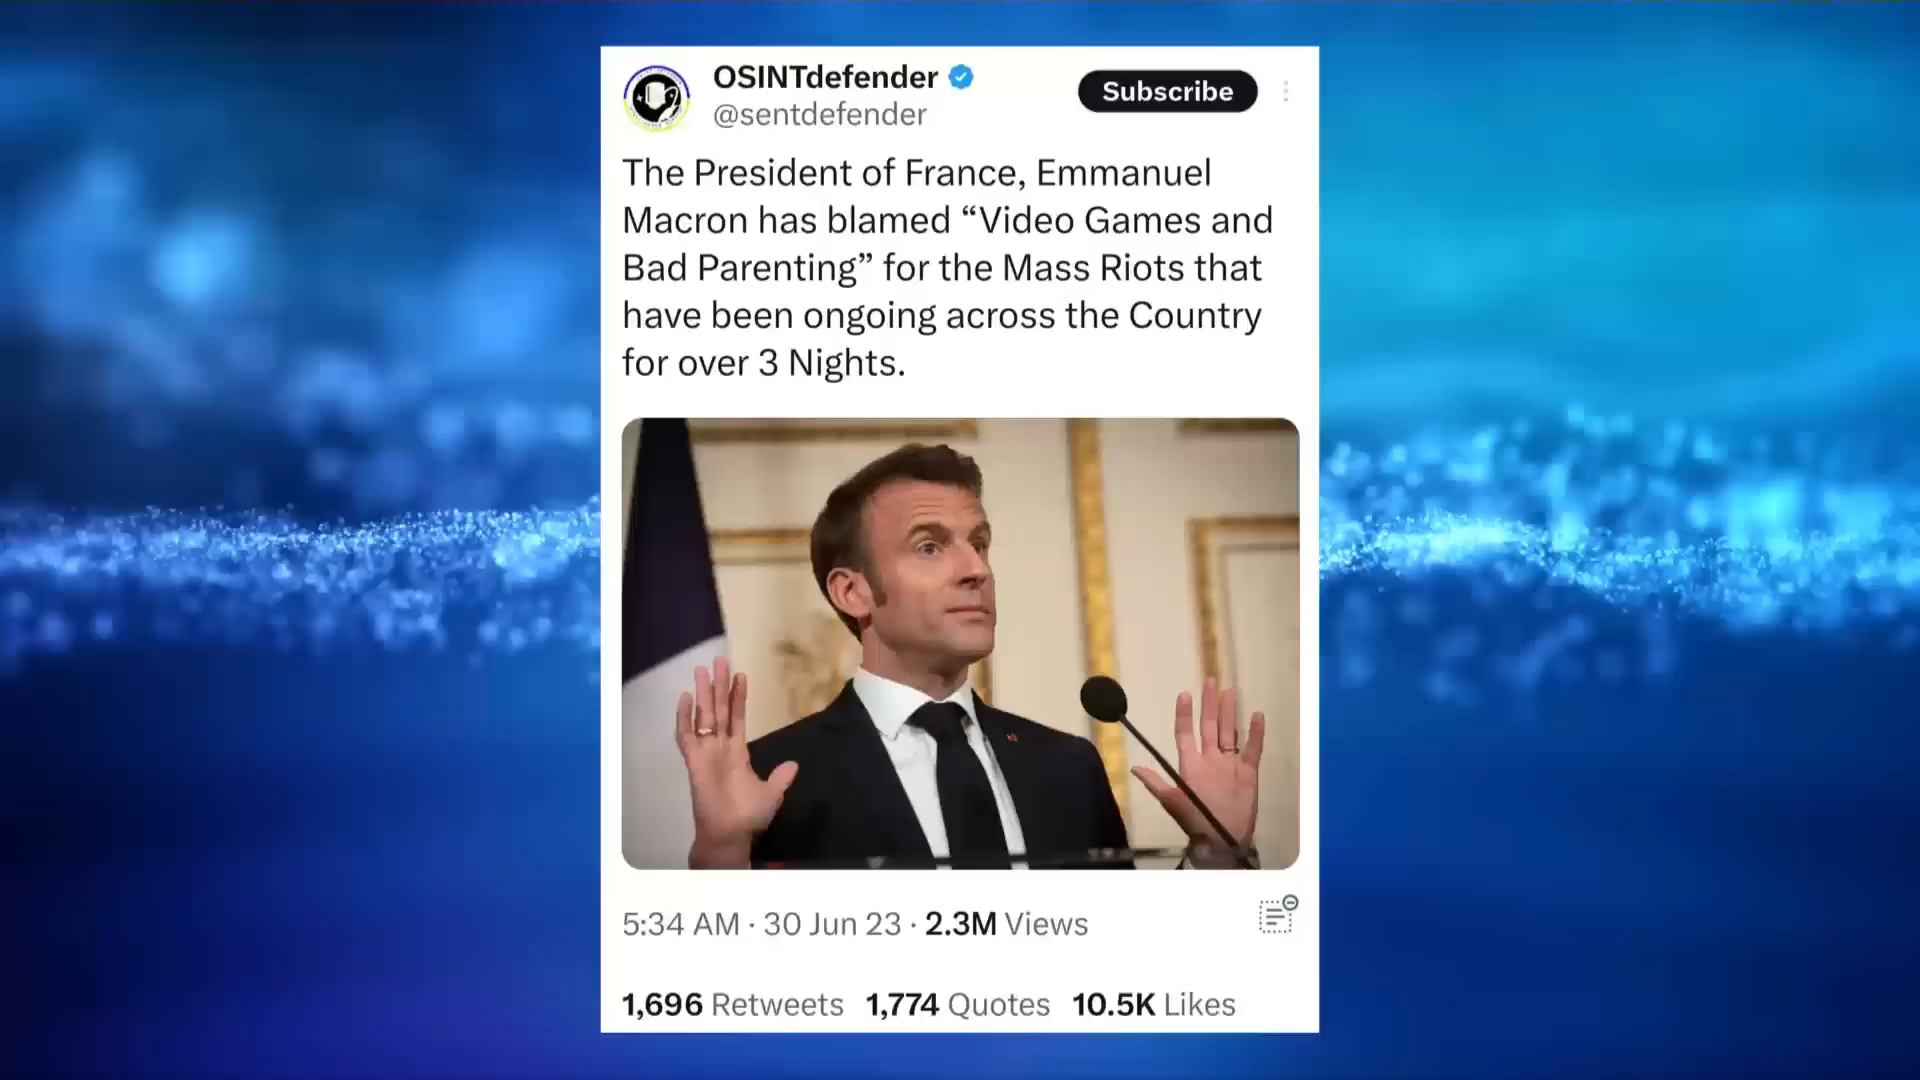 OSINTdefender
@sentdefender
Subscribe
The President of France, Emmanuel
Macron has blamed “Video Games and
Bad Parenting” for the Mass Riots that
have been ongoing across the Country
for over 3 Nights.
5:34 AM · 30 Jun 23 · 2.3M Views
1,696 Retweets 1,774 Quotes 10.5K Likes